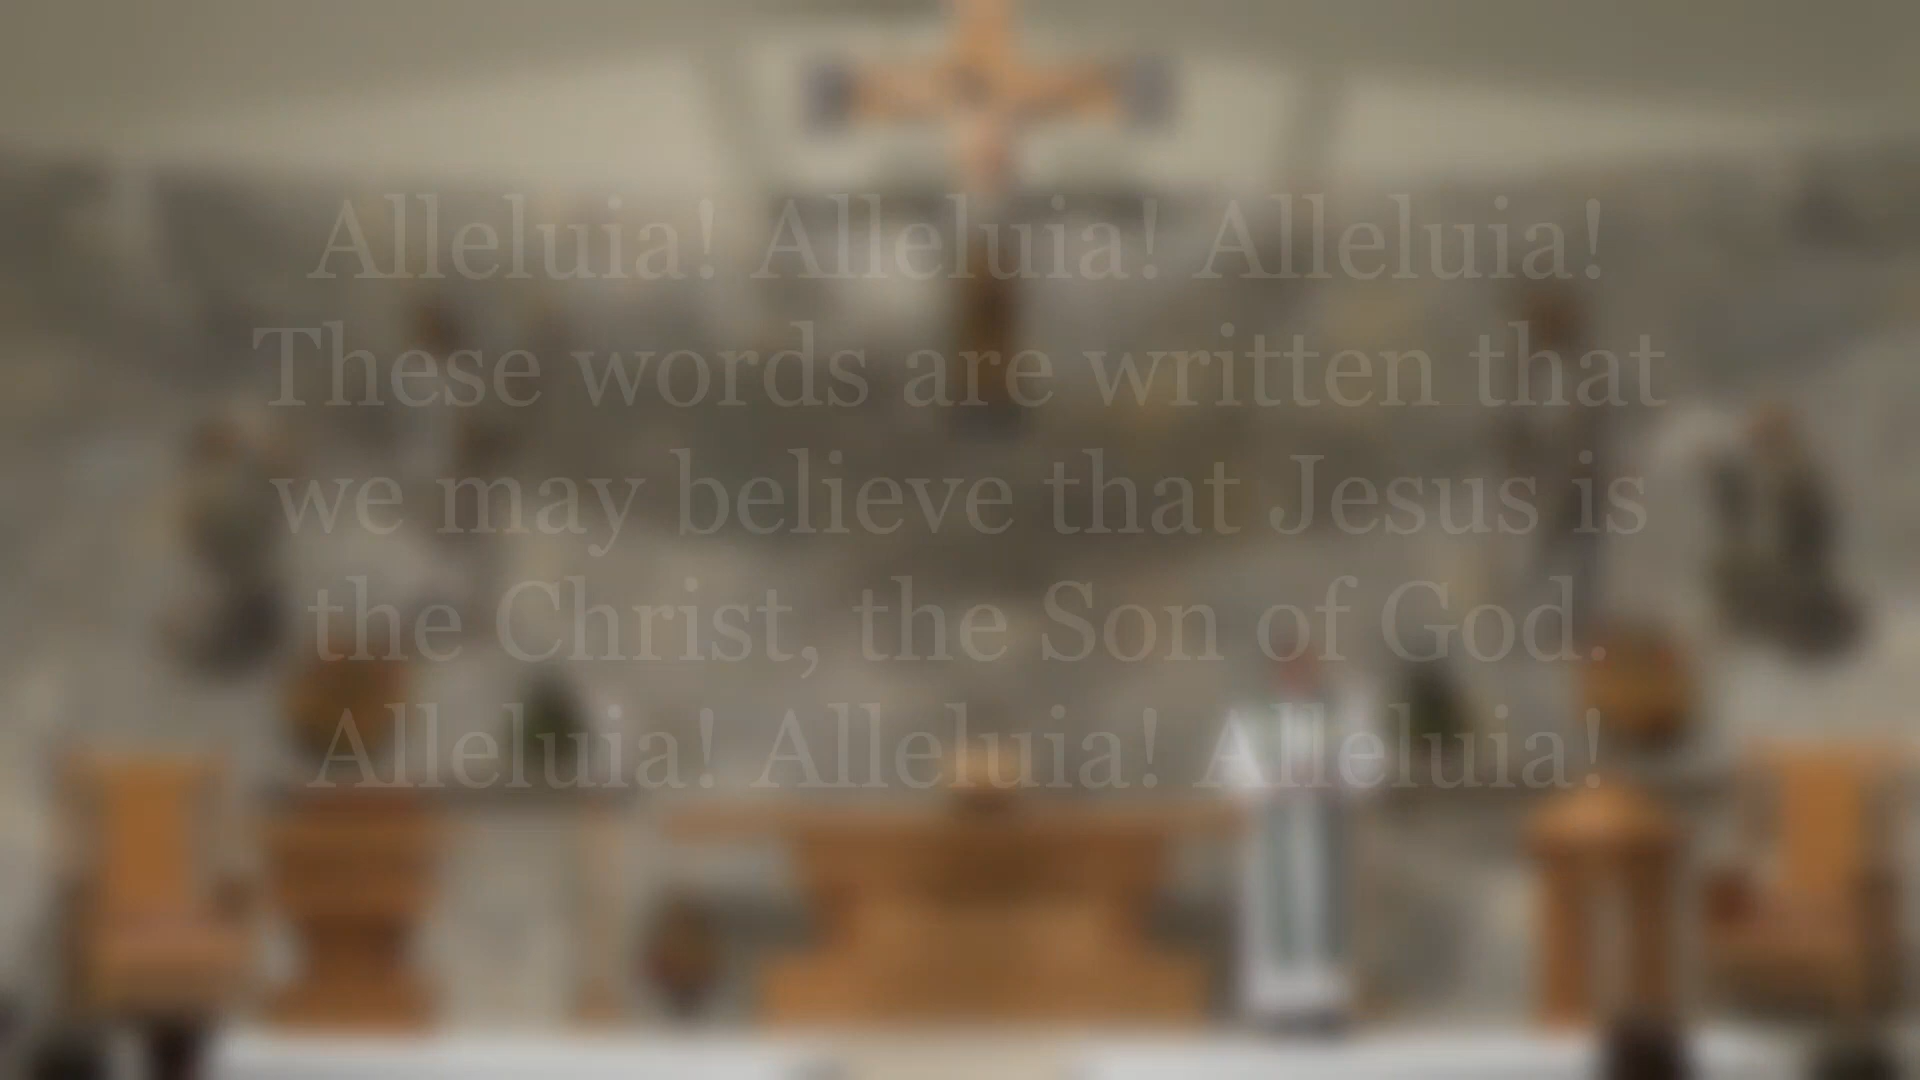 Alleluia! Alleluia! Alleluia!
These words are written that
we may believe that Jesus is
the Christ, the Son of God.
Alleluia! Alleluia! Alleluia!